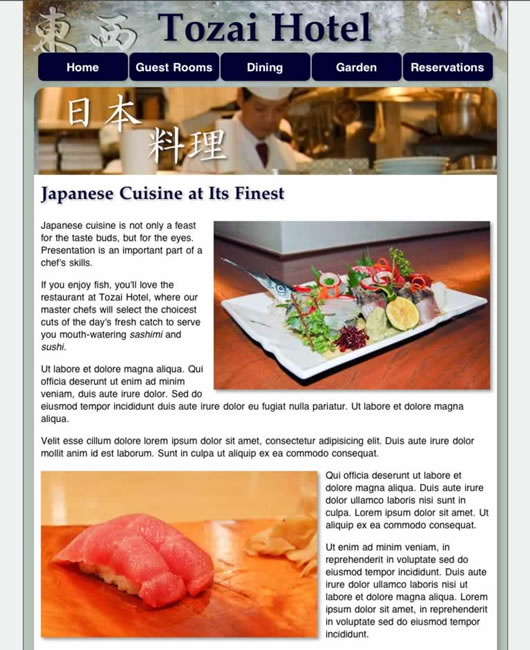 東西 Tozai Hotel
Home Guest Rooms Dining Garden Reservations
日本
料理
Japanese Cuisine at Its Finest
Japanese cuisine is not only a feast
for the taste buds, but for the eyes.
Presentation is an important part of a
chef's skills.
If you enjoy fish, you'll love the
restaurant at Tozai Hotel, where our
master chefs will select the choicest
cuts of the day's fresh catch to serve
you mouth-watering sashimi and
sushi.
Ut labore et dolore magna aliqua. Qui
officia deserunt ut enim ad minim
veniam, duis aute irure dolor. Sed do
eiusmod tempor incididunt duis aute irure dolor eu fugiat nulla pariatur. Ut labore et dolore magna
aliqua.
Velit esse cillum dolore lorem ipsum dolor sit amet, consectetur adipisicing elit. Duis aute irure dolor
mollit anim id est laborum. Sunt in culpa ut aliquip ex ea commodo consequat.
Qui officia deserunt ut labore et
dolore magna aliqua. Duis aute irure
dolor ullamco laboris nisi sunt in
culpa. Lorem ipsum dolor sit amet. Ut
aliquip ex ea commodo consequat.
Ut enim ad minim veniam, in
reprehenderit in voluptate sed do
eiusmod tempor incididunt. Duis aute
irure dolor ullamco laboris nisi ut
labore et dolore magna aliqua. Lorem
ipsum dolor sit amet, in reprehenderit
in voluptate sed do eiusmod tempor
incididunt.